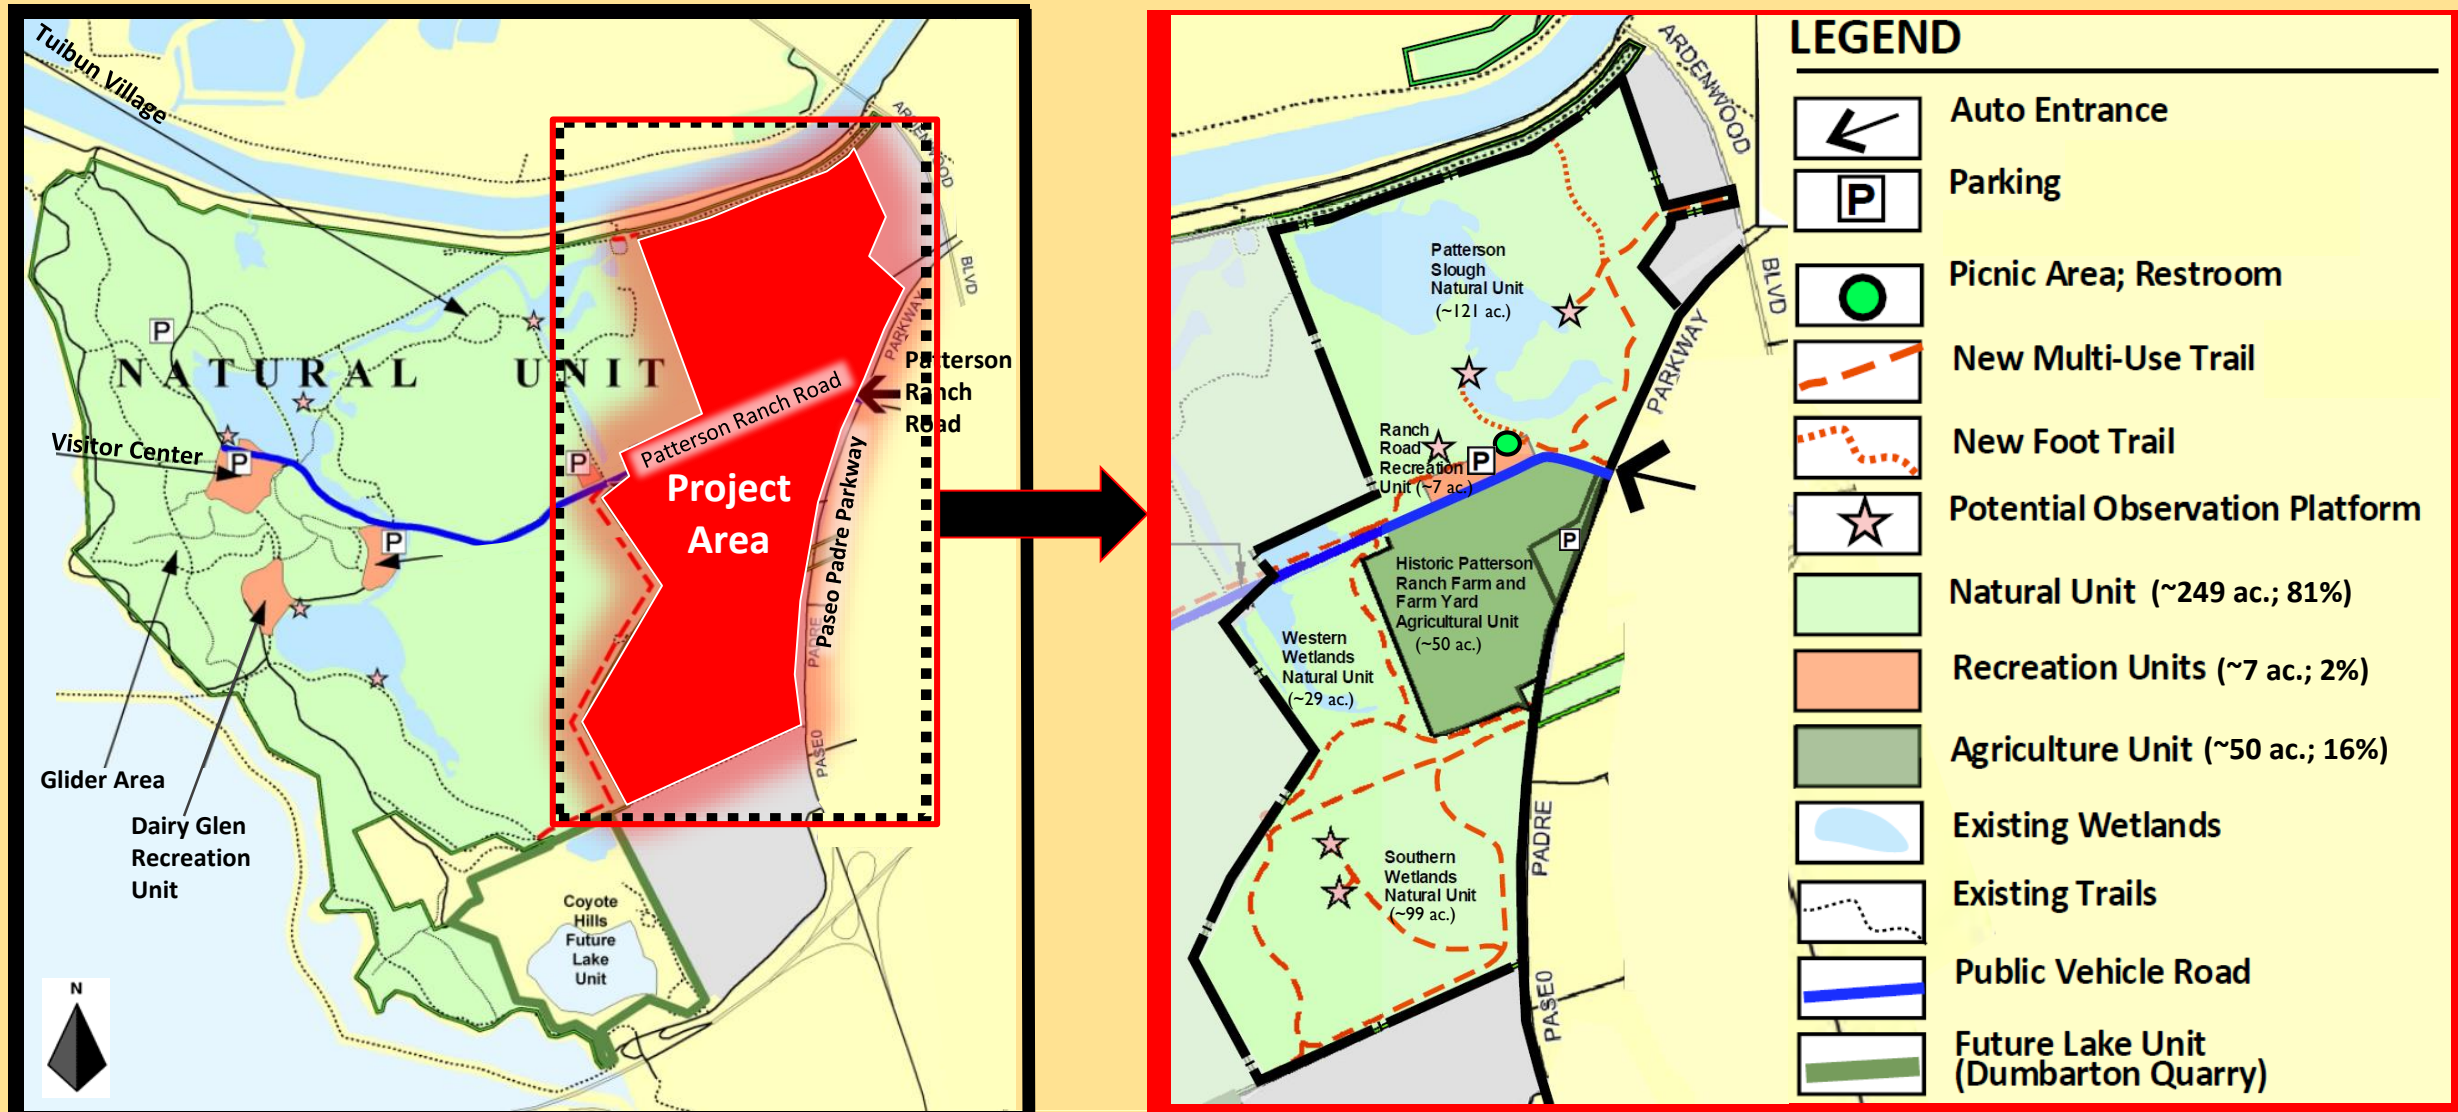 Tuibun Village
ARDENWOOD
BLVD
P
NATURAL UNIT
PARKWAY
Patterson
Ranch
Road
Patterson Ranch Road
Visitor Center
P
P
P
Project
Area
Paseo Padre Parkway
PADRE
PASEO
Glider Area
Dairy Glen
Recreation
Unit
Coyote
Hills
Future
Lake
Unit
N
ARDENWOOD
BLVD
PARKWAY
Patterson
Slough
Natural Unit
(~121 ac.)
Ranch
Road
Recreation
Unit (~7 ac.)
P
P
Historic Patterson
Ranch Farm and
Farm Yard
Agricultural Unit
(~50 ac.)
Western
Wetlands
Natural Unit
(~29 ac.)
Southern
Wetlands
Natural Unit
(~99 ac.)
PADRE
PASEO
LEGEND
Auto Entrance
P
Parking
Picnic Area; Restroom
New Multi-Use Trail
New Foot Trail
Potential Observation Platform
Natural Unit (~249 ac.; 81%)
Recreation Units (~7 ac.; 2%)
Agriculture Unit (~50 ac.; 16%)
Existing Wetlands
Existing Trails
Public Vehicle Road
Future Lake Unit
(Dumbarton Quarry)